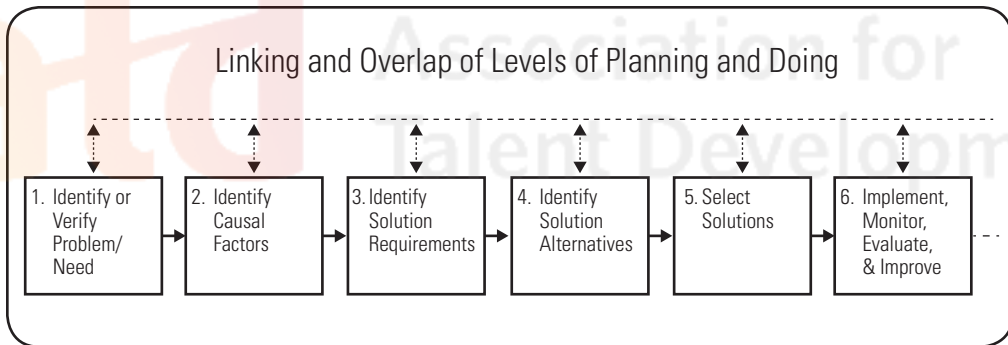 atd Association for
Talent Developm
Linking and Overlap of Levels of Planning and Doing
1. Identify or
Verify
Problem/
Need
2. Identify
Causal
Factors
3. Identify
Solution
Requirements
4. Identify
Solution
Alternatives
5. Select
Solutions
6. Implement,
Monitor,
Evaluate,
& Improve